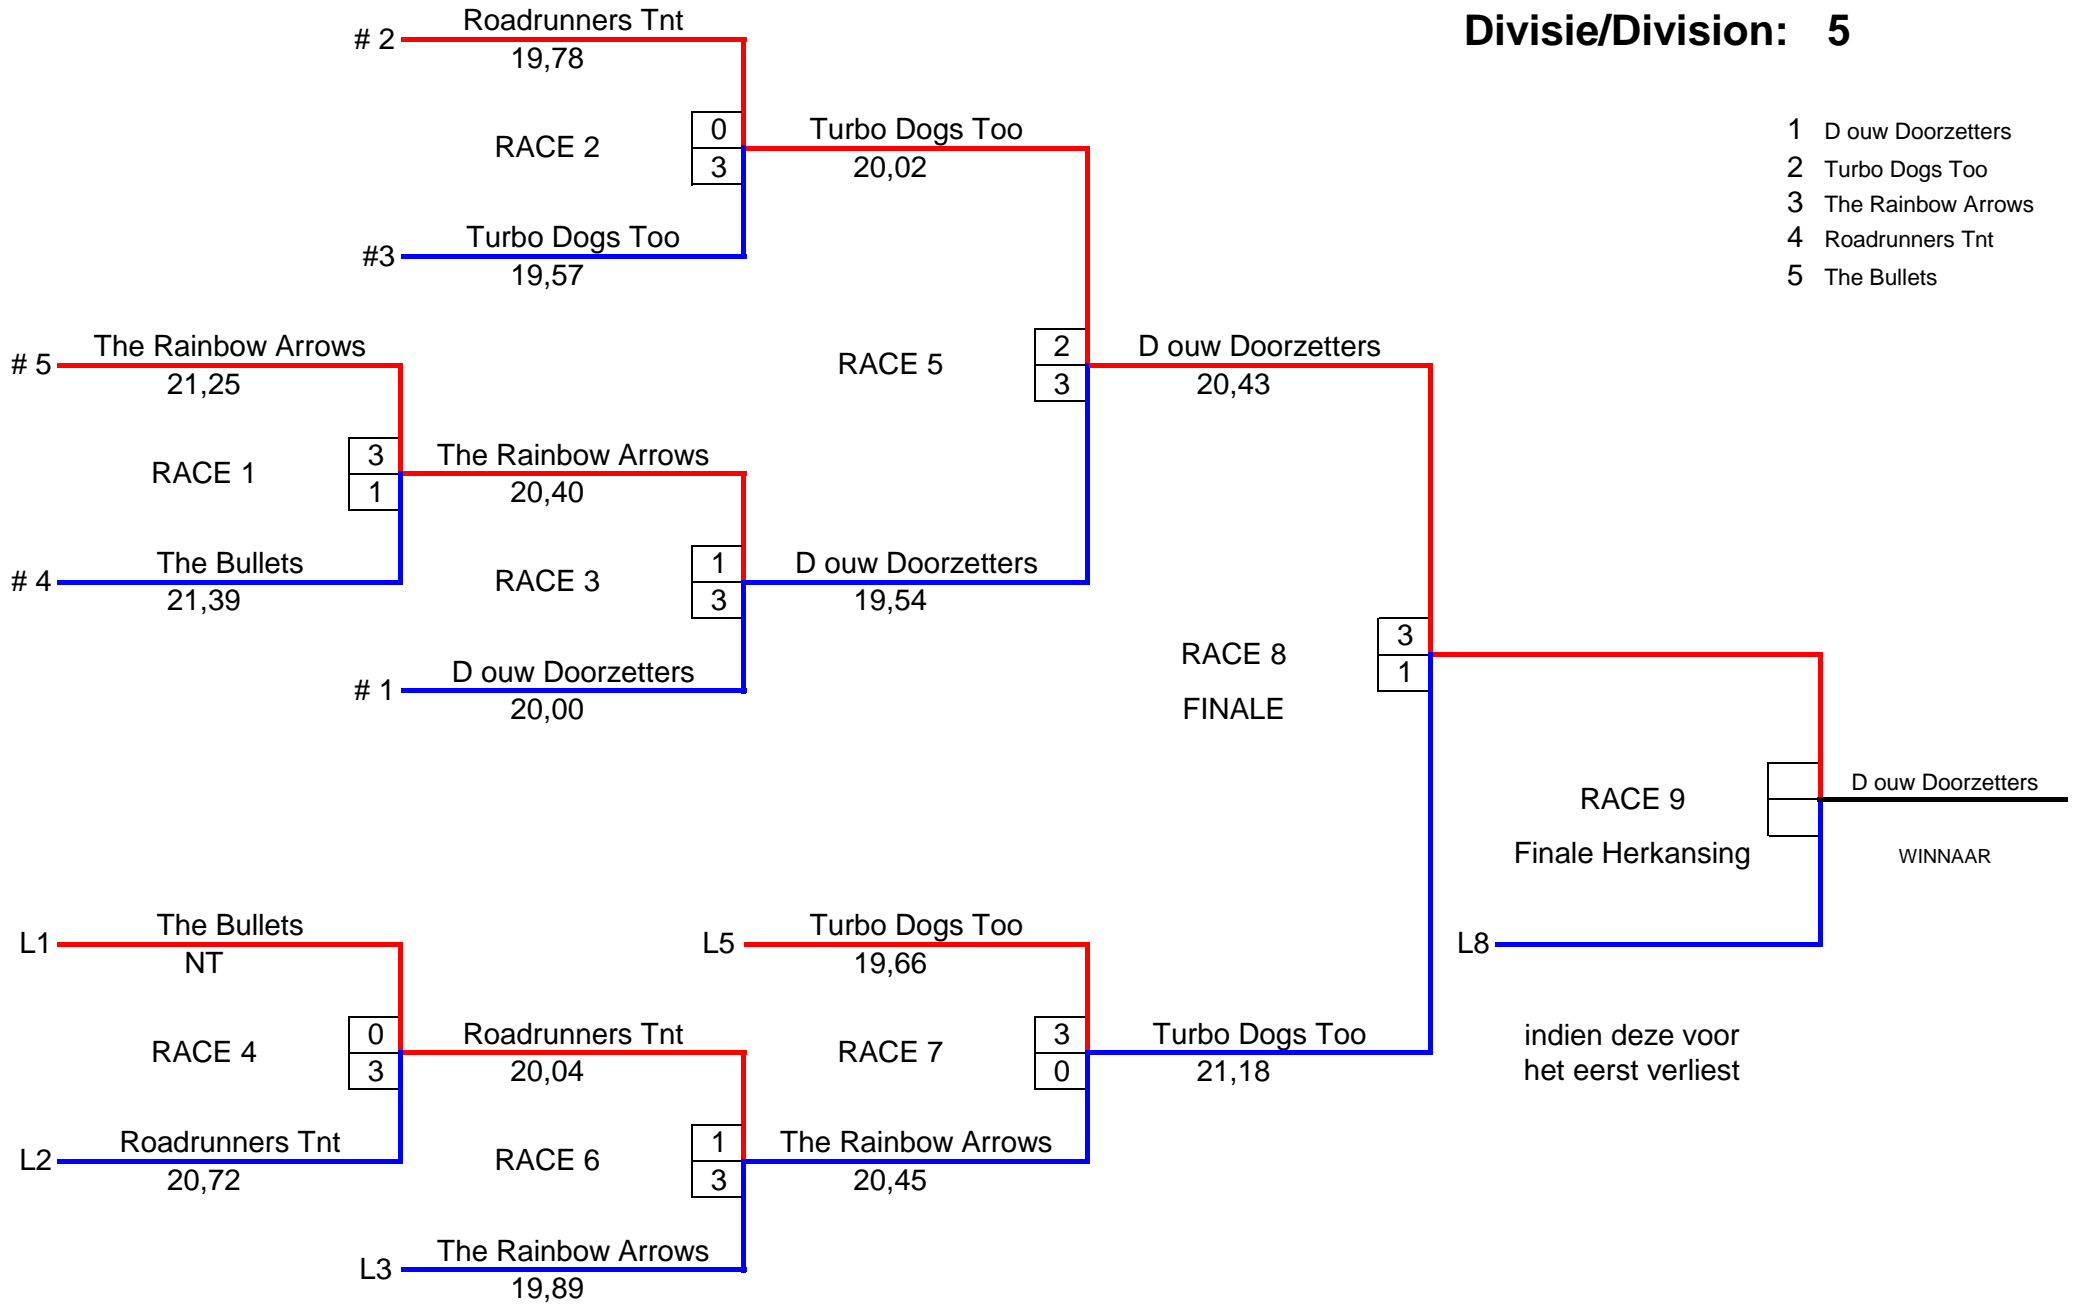 Divisie/Division: 5
1 D ouw Doorzetters
2 Turbo Dogs Too
3 The Rainbow Arrows
4 Roadrunners Tnt
5 The Bullets
# 2 Roadrunners Tnt
19,78
RACE 2
0
3
#3 Turbo Dogs Too
19,57
Turbo Dogs Too
20,02
# 5 The Rainbow Arrows
21,25
RACE 1
3
1
# 4 The Bullets
21,39
The Rainbow Arrows
20,40
RACE 3
1
3
# 1 D ouw Doorzetters
20,00
D ouw Doorzetters
19,54
RACE 5
2
3
D ouw Doorzetters
20,43
RACE 8
FINALE
3
1
RACE 9
Finale Herkansing
D ouw Doorzetters
WINNAAR
L8
indien deze voor
het eerst verliest
L1 The Bullets
NT
RACE 4
0
3
L2 Roadrunners Tnt
20,72
Roadrunners Tnt
20,04
RACE 6
1
3
L3 The Rainbow Arrows
19,89
L5 Turbo Dogs Too
19,66
RACE 7
3
0
The Rainbow Arrows
20,45
Turbo Dogs Too
21,18